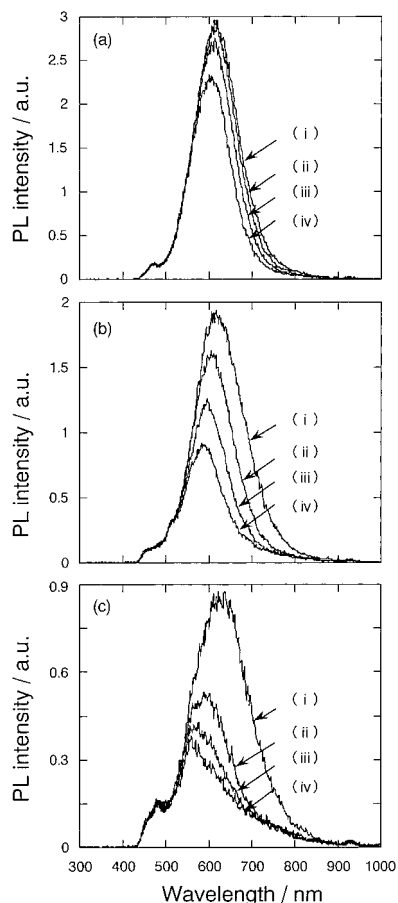 (a)
PL intensity / a.u.
3
2.5
2
1.5
1
0.5
0
( i )
( ii )
( iii )
( iv )
(b)
PL intensity / a.u.
2
1.5
1
0.5
0
( i )
( ii )
( iii )
( iv )
(c)
PL intensity / a.u.
0.9
0.6
0.3
0
( i )
( ii )
( iii )
( iv )
300 400 500 600 700 800 900 1000
Wavelength / nm